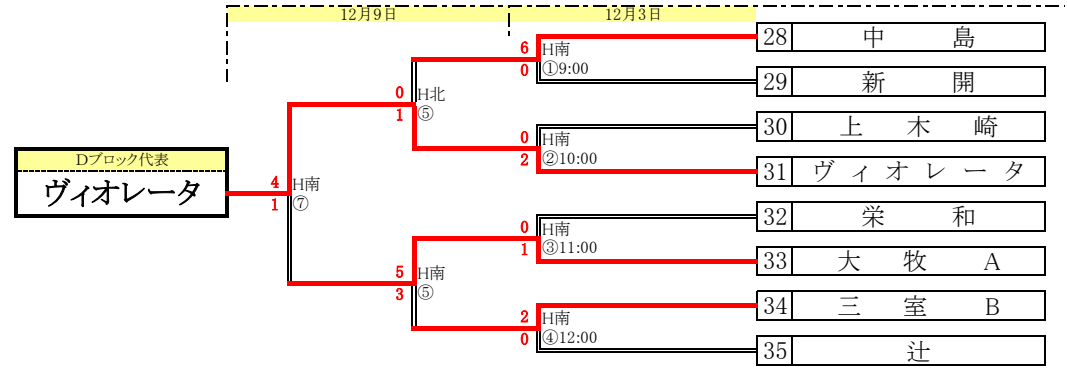 12月9日 12月3日
28 中島
6 H南
0 ①9:00
29 新開
0 H北
1 ⑤
30 上木崎
0 H南
2 ②10:00
31 ヴィオレータ
Dブロック代表
ヴィオレータ
4 H南
1 ⑦
32 栄和
0 H南
1 ③11:00
33 大牧A
5 H南
3 ⑤
34 三室B
2 H南
0 ④12:00
35 辻